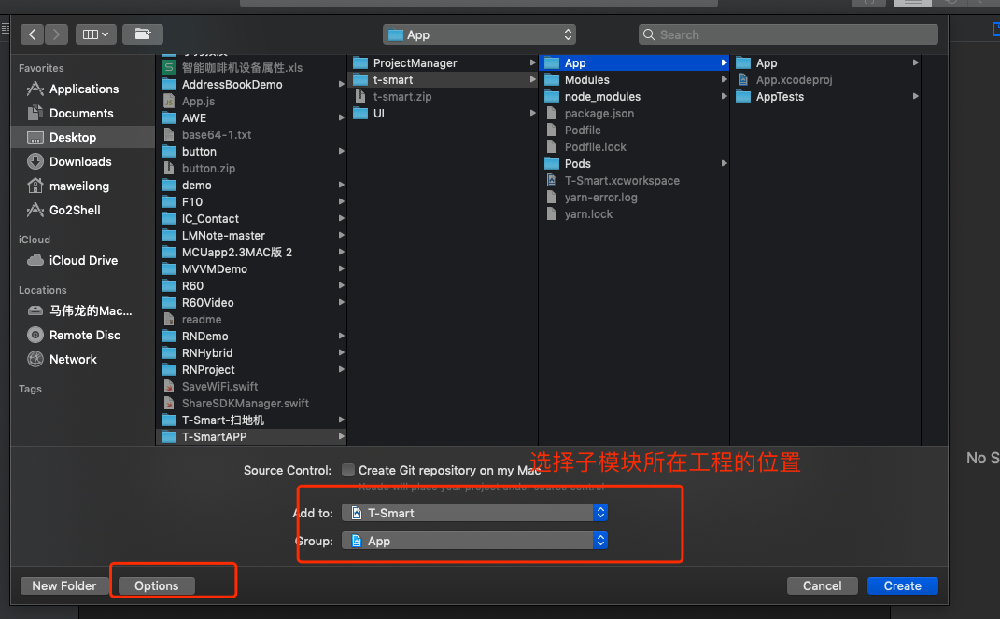 App
Search
Favorites
Applications
Documents
Desktop
Downloads
maweilong
Go2Shell
iCloud
iCloud Drive
Locations
马伟龙的Mac...
Remote Disc
Network
Tags
智能咖啡机设备属性.xls
AddressBookDemo
App.js
AWE
base64-1.txt
button
button.zip
demo
F10
IC_Contact
LMNote-master
MCUapp2.3MAC版 2
MVVMDemo
R60
R60Video
readme
RNDemo
RNHybrid
RNProject
SaveWiFi.swift
ShareSDKManager.swift
T-Smart-扫地机
T-SmartAPP
ProjectManager
t-smart
t-smart.zip
UI
App
Modules
node_modules
package.json
Podfile
Podfile.lock
Pods
T-Smart.xcworkspace
yarn-error.log
yarn.lock
App
App.xcodeproj
AppTests
Source Control:
Create Git repository on my Mac
选择子模块所在工程的位置
Xcode will place your project under source control
Add to:
T-Smart
Group:
App
No S
New Folder
Options
Cancel
Create